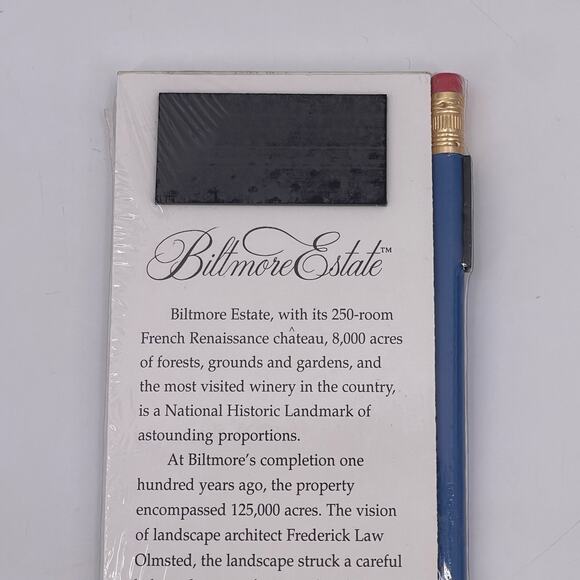 Biltmore Estate™
Biltmore Estate, with its 250-room
French Renaissance château, 8,000 acres
of forests, grounds and gardens, and
the most visited winery in the country,
is a National Historic Landmark of
astounding proportions.
At Biltmore's completion one
hundred years ago, the property
encompassed 125,000 acres. The vision
of landscape architect Frederick Law
Olmsted, the landscape struck a careful